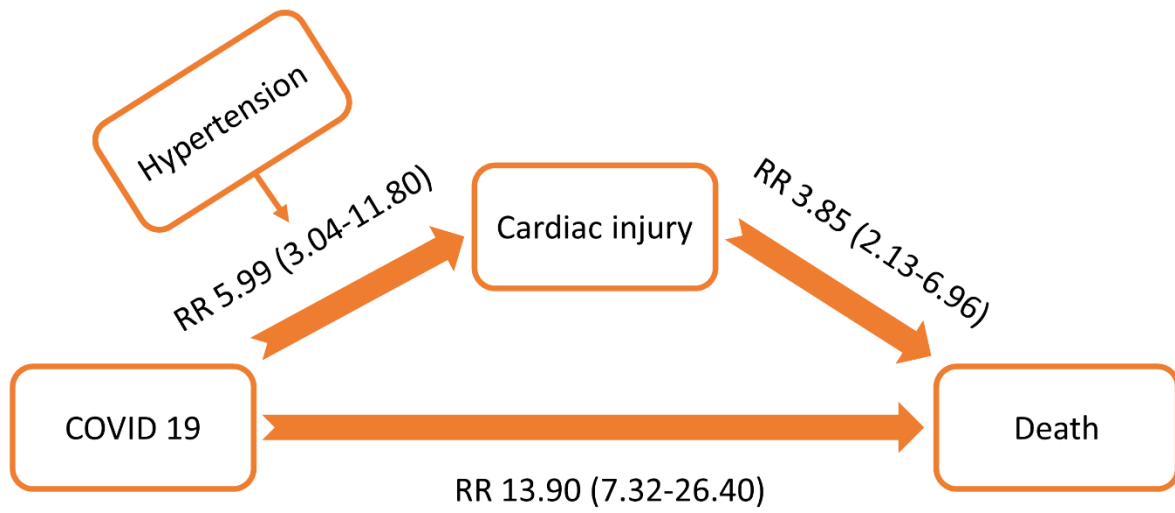 Hypertension
RR 5.99 (3.04-11.80)
Cardiac injury
RR 3.85 (2.13-6.96)
COVID 19
Death
RR 13.90 (7.32-26.40)